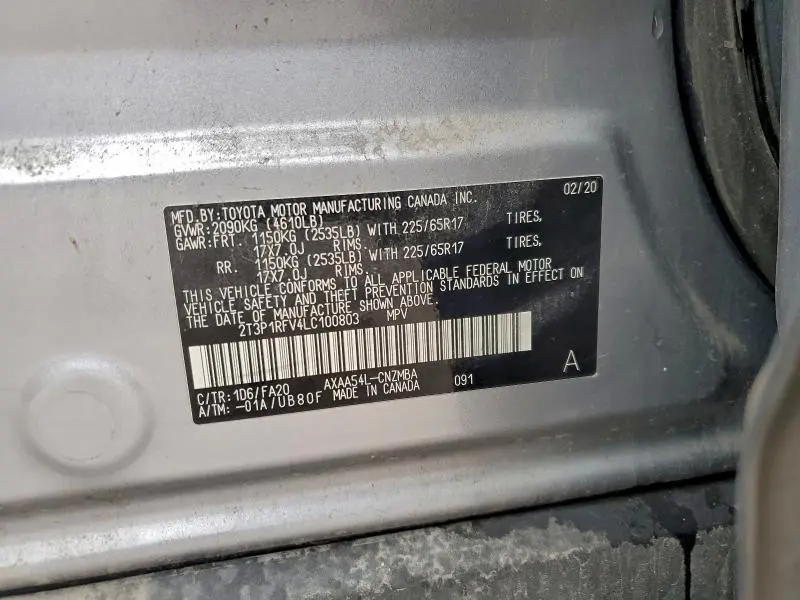 MFD.BY:TOYOTA MOTOR MANUFACTURING CANADA INC. 02/20
GVWR:2090KG (4610LB)
GAWR:FRT. 1150KG (2535LB) WITH 225/65R17 TIRES,
17X7.0J RIMS.
RR. 1150KG (2535LB) WITH 225/65R17 TIRES,
17X7.0J RIMS.
THIS VEHICLE CONFORMS TO ALL APPLICABLE FEDERAL MOTOR
VEHICLE SAFETY AND THEFT PREVENTION STANDARDS IN EFFECT ON
THE DATE OF MANUFACTURE SHOWN ABOVE.
2T3P1RFV4LC100803 MPV
C/TR:1D6/FA20 AXAA54L-CNZMBA 091 A
A/TM:-01A/UB80F MADE IN CANADA